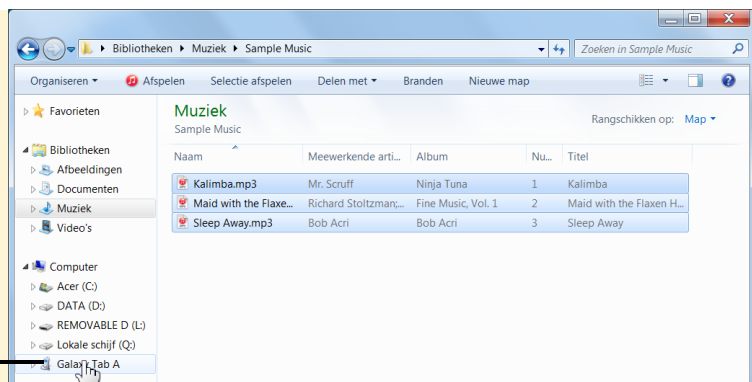 Bibliotheken Muziek Sample Music Zoeken in Sample Music
Organiseren Afspelen Selectie afspelen Delen met Branden Nieuwe map
Favorieten
Bibliotheken
Afbeeldingen
Documenten
Muziek
Video's
Computer
Acer (C:)
DATA (D:)
REMOVABLE D (L:)
Lokale schijf (Q:)
Galaxy Tab A
Muziek
Sample Music
Rangschikken op: Map
Naam Meewerkende arti... Album Nu... Titel
Kalimba.mp3 Mr. Scruff Ninja Tuna 1 Kalimba
Maid with the Flaxe... Richard Stoltzman;... Fine Music, Vol. 1 2 Maid with the Flaxen H...
Sleep Away.mp3 Bob Acri Bob Acri 3 Sleep Away